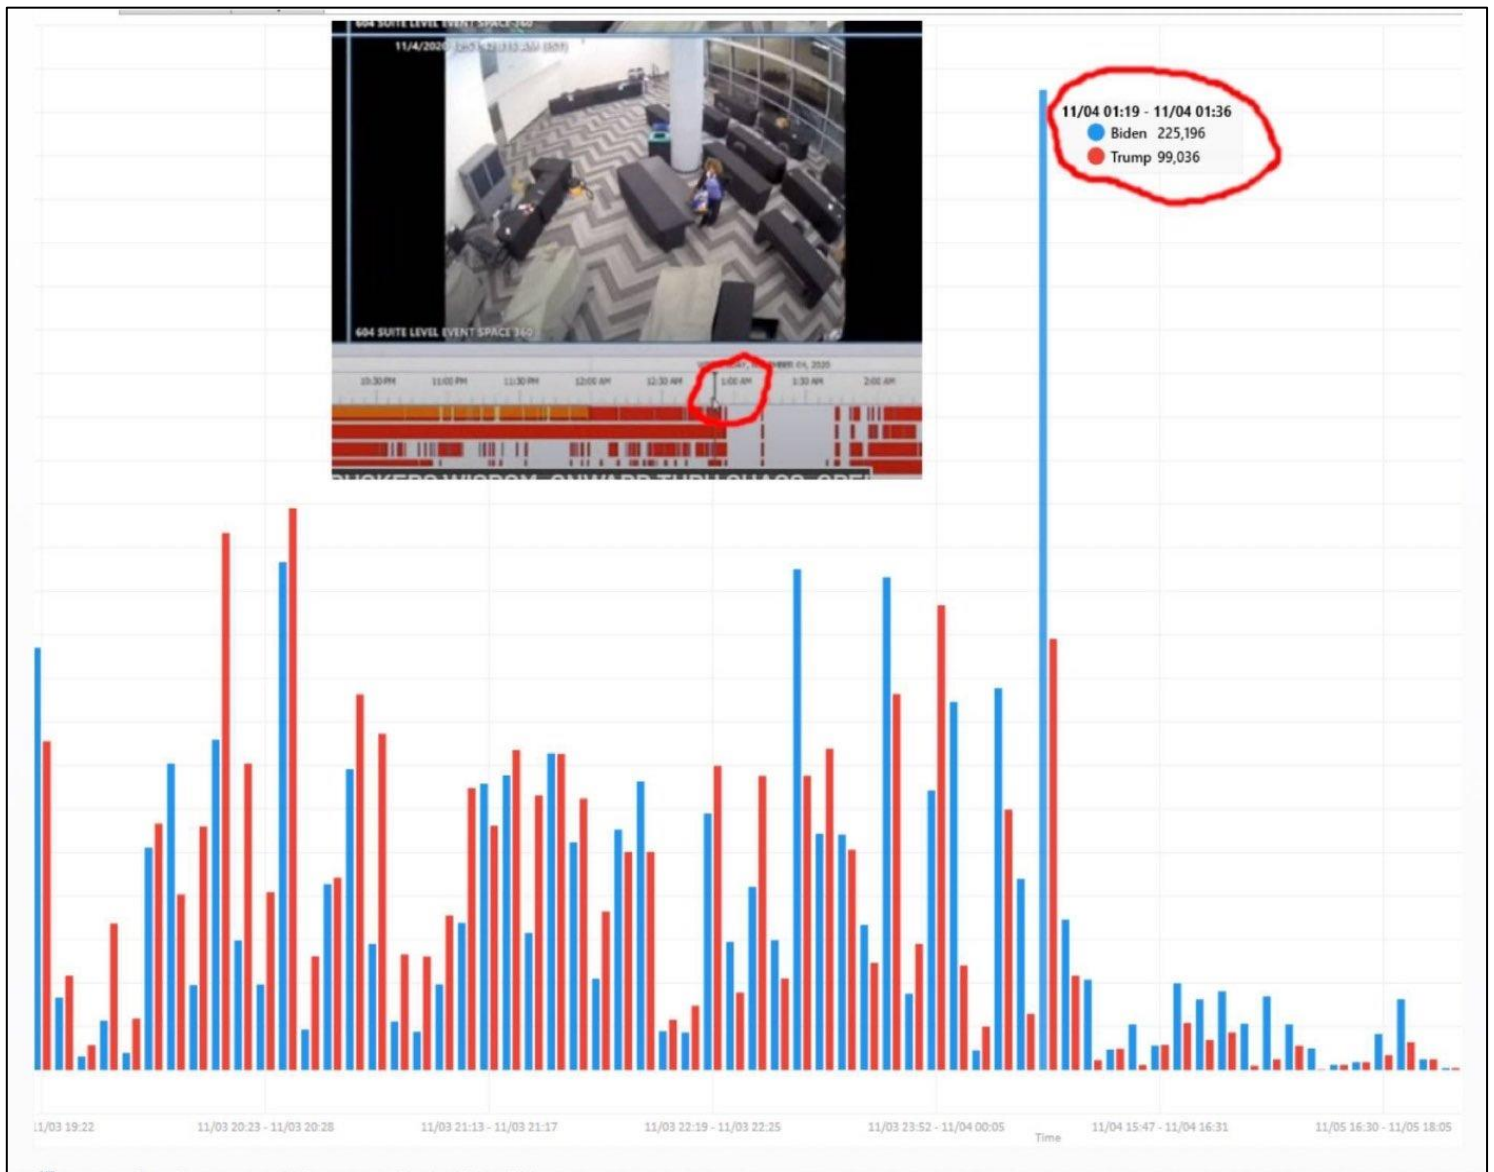 604 SUITE LEVEL EVENT SPACE 360
11/4/2020
604 SUITE LEVEL EVENT SPACE 360
11/04 01:19 - 11/04 01:36
Biden 225,196
Trump 99,036
10:30 PM 11:00 PM 11:30 PM 12:00 AM 12:30 AM 1:00 AM 1:30 AM 2:00 AM
WISDOM, ONWARD THRU CHAOS,
11/03 19:22 11/03 20:23 - 11/03 20:28 11/03 21:13 - 11/03 21:17 11/03 22:19 - 11/03 22:25 11/03 23:52 - 11/04 00:05 11/04 15:47 - 11/04 16:31 11/05 16:30 - 11/05 18:05
Time